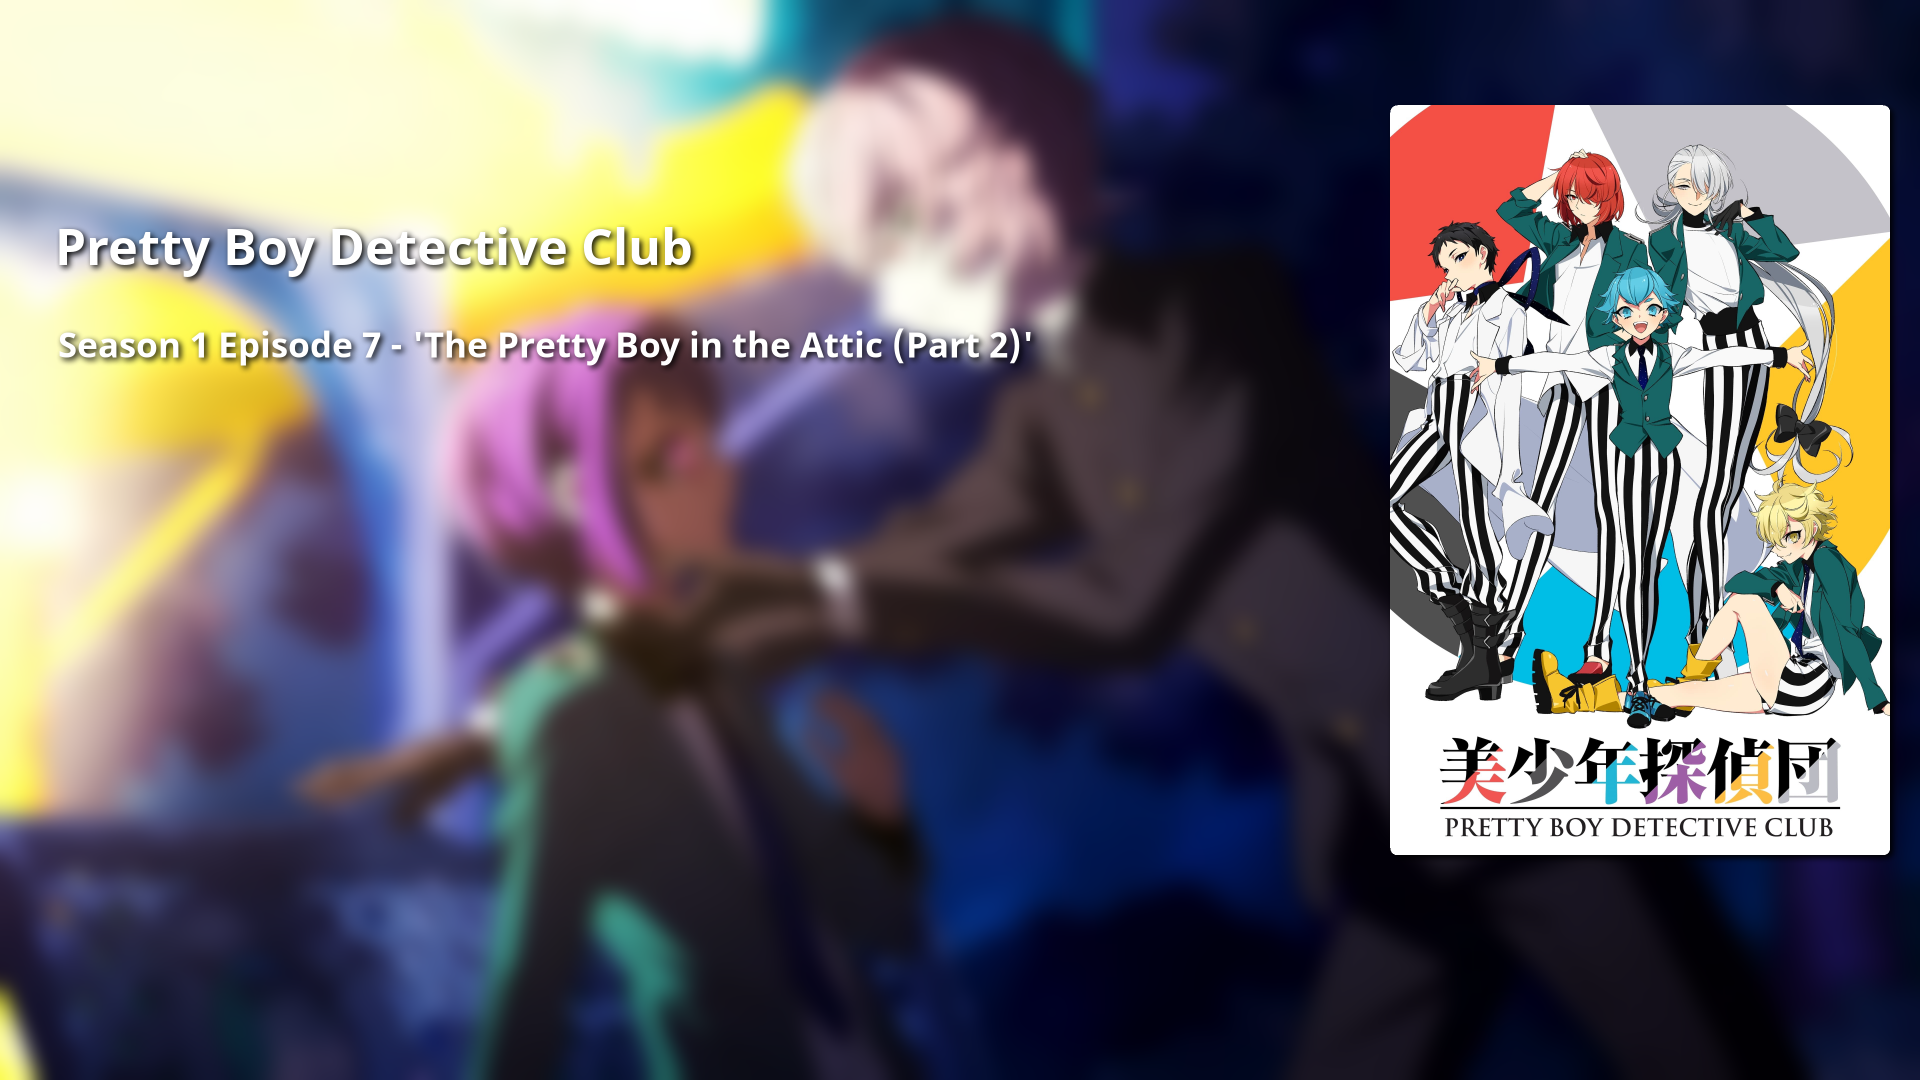 Pretty Boy Detective Club
Season 1 Episode 7 - 'The Pretty Boy in the Attic (Part 2)'
美少年探偵団
PRETTY BOY DETECTIVE CLUB